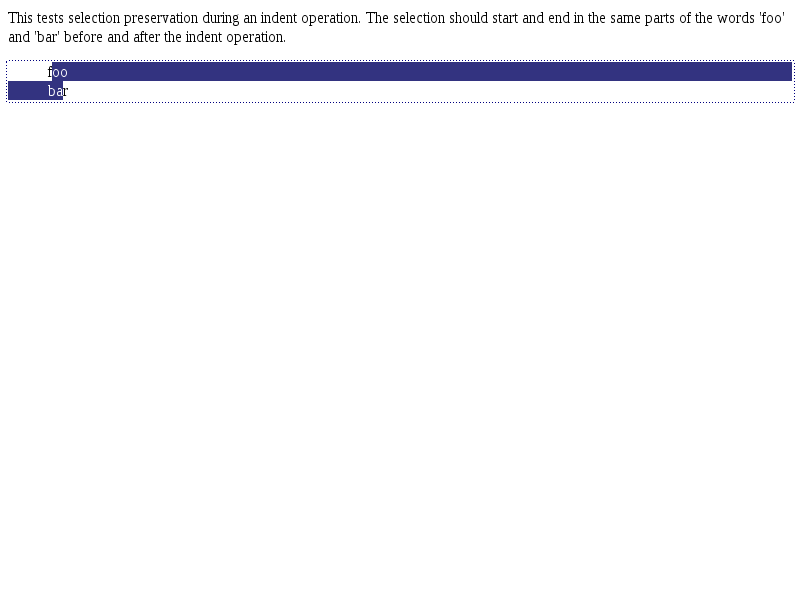 This tests selection preservation during an indent operation. The selection should start and end in the same parts of the words 'foo'
and 'bar' before and after the indent operation.
foo
bar